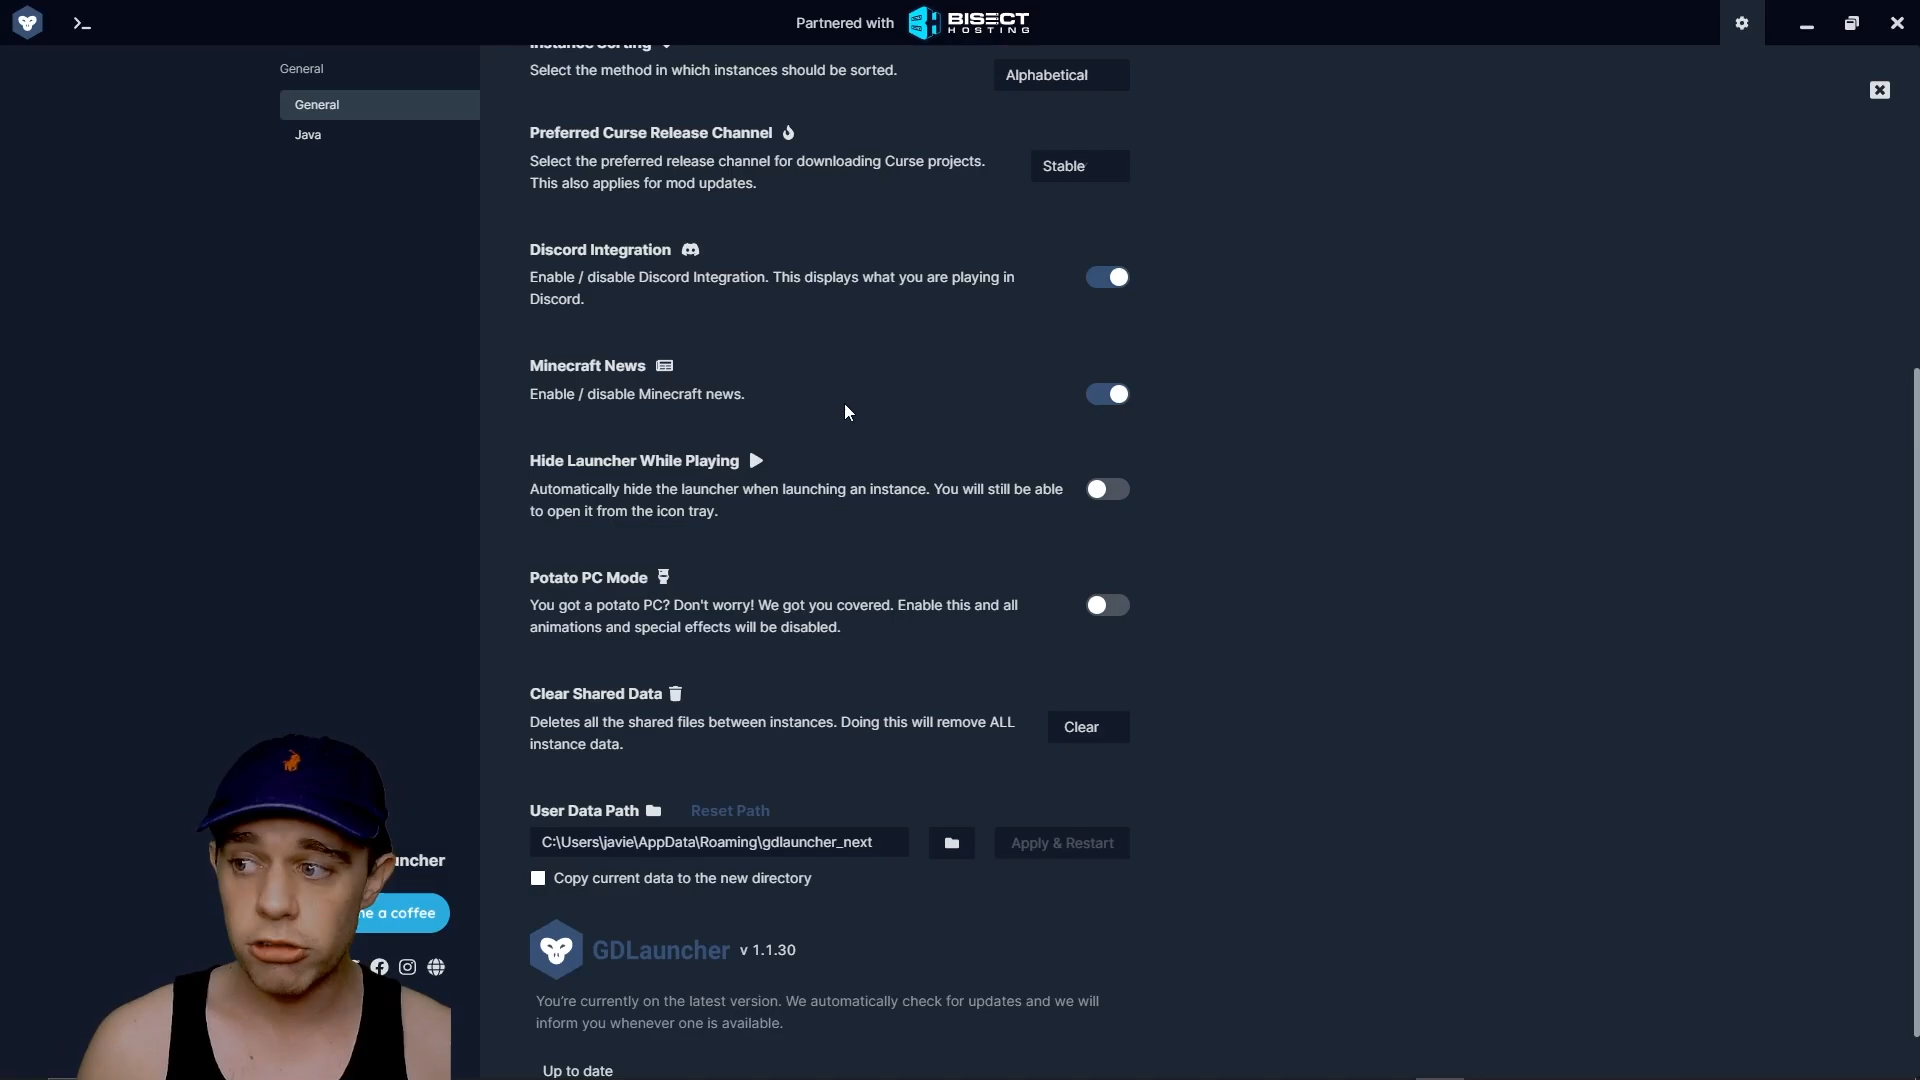 Partnered with BISECT HOSTING
General
General
Java
Instance Sorting
Select the method in which instances should be sorted.
Alphabetical
Preferred Curse Release Channel
Select the preferred release channel for downloading Curse projects.
This also applies for mod updates.
Stable
Discord Integration
Enable / disable Discord Integration. This displays what you are playing in
Discord.
Minecraft News
Enable / disable Minecraft news.
Hide Launcher While Playing
Automatically hide the launcher when launching an instance. You will still be able
to open it from the icon tray.
Potato PC Mode
You got a potato PC? Don't worry! We got you covered. Enable this and all
animations and special effects will be disabled.
Clear Shared Data
Deletes all the shared files between instances. Doing this will remove ALL
instance data.
Clear
User Data Path Reset Path
C:\Users\javie\AppData\Roaming\gdlauncher_next
Apply & Restart
Copy current data to the new directory
GDLauncher v 1.1.30
You're currently on the latest version. We automatically check for updates and we will
inform you whenever one is available.
Up to date
uncher
me a coffee